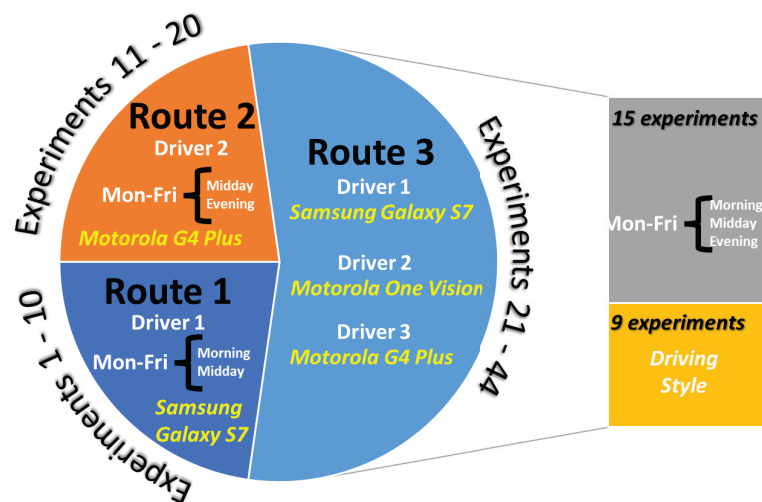 Experiments 11 - 20
Route 2
Driver 2
Mon-Fri
Midday
Evening
Motorola G4 Plus
Experiments 1 - 10
Route 1
Driver 1
Mon-Fri
Morning
Midday
Samsung
Galaxy S7
Route 3
Driver 1
Samsung Galaxy S7
Driver 2
Motorola One Vision
Driver 3
Motorola G4 Plus
Experiments 21 - 44
15 experiments
Mon-Fri
Morning
Midday
Evening
9 experiments
Driving
Style